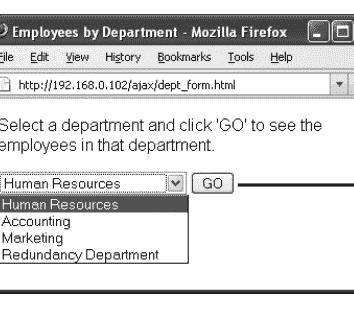 Employees by Department - Mozilla Firefox
File Edit View History Bookmarks Tools Help
http://192.168.0.102/ajax/dept_form.html
Select a department and click 'GO' to see the
employees in that department.
Human Resources GO
Human Resources
Accounting
Marketing
Redundancy Department